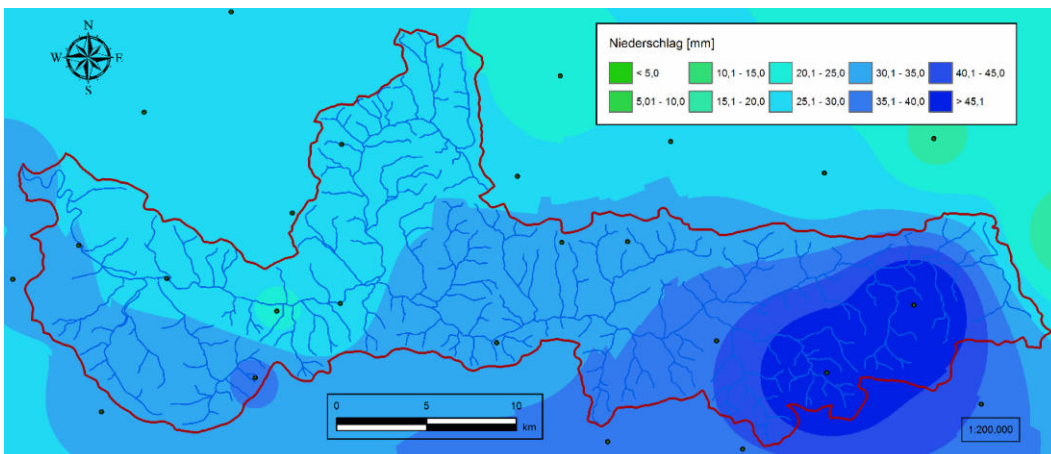 N
W E
S
Niederschlag [mm]
< 5,0 10,1 - 15,0 20,1 - 25,0 30,1 - 35,0 40,1 - 45,0
5,01 - 10,0 15,1 - 20,0 25,1 - 30,0 35,1 - 40,0 > 45,1
0 5 10
km
1:200.000